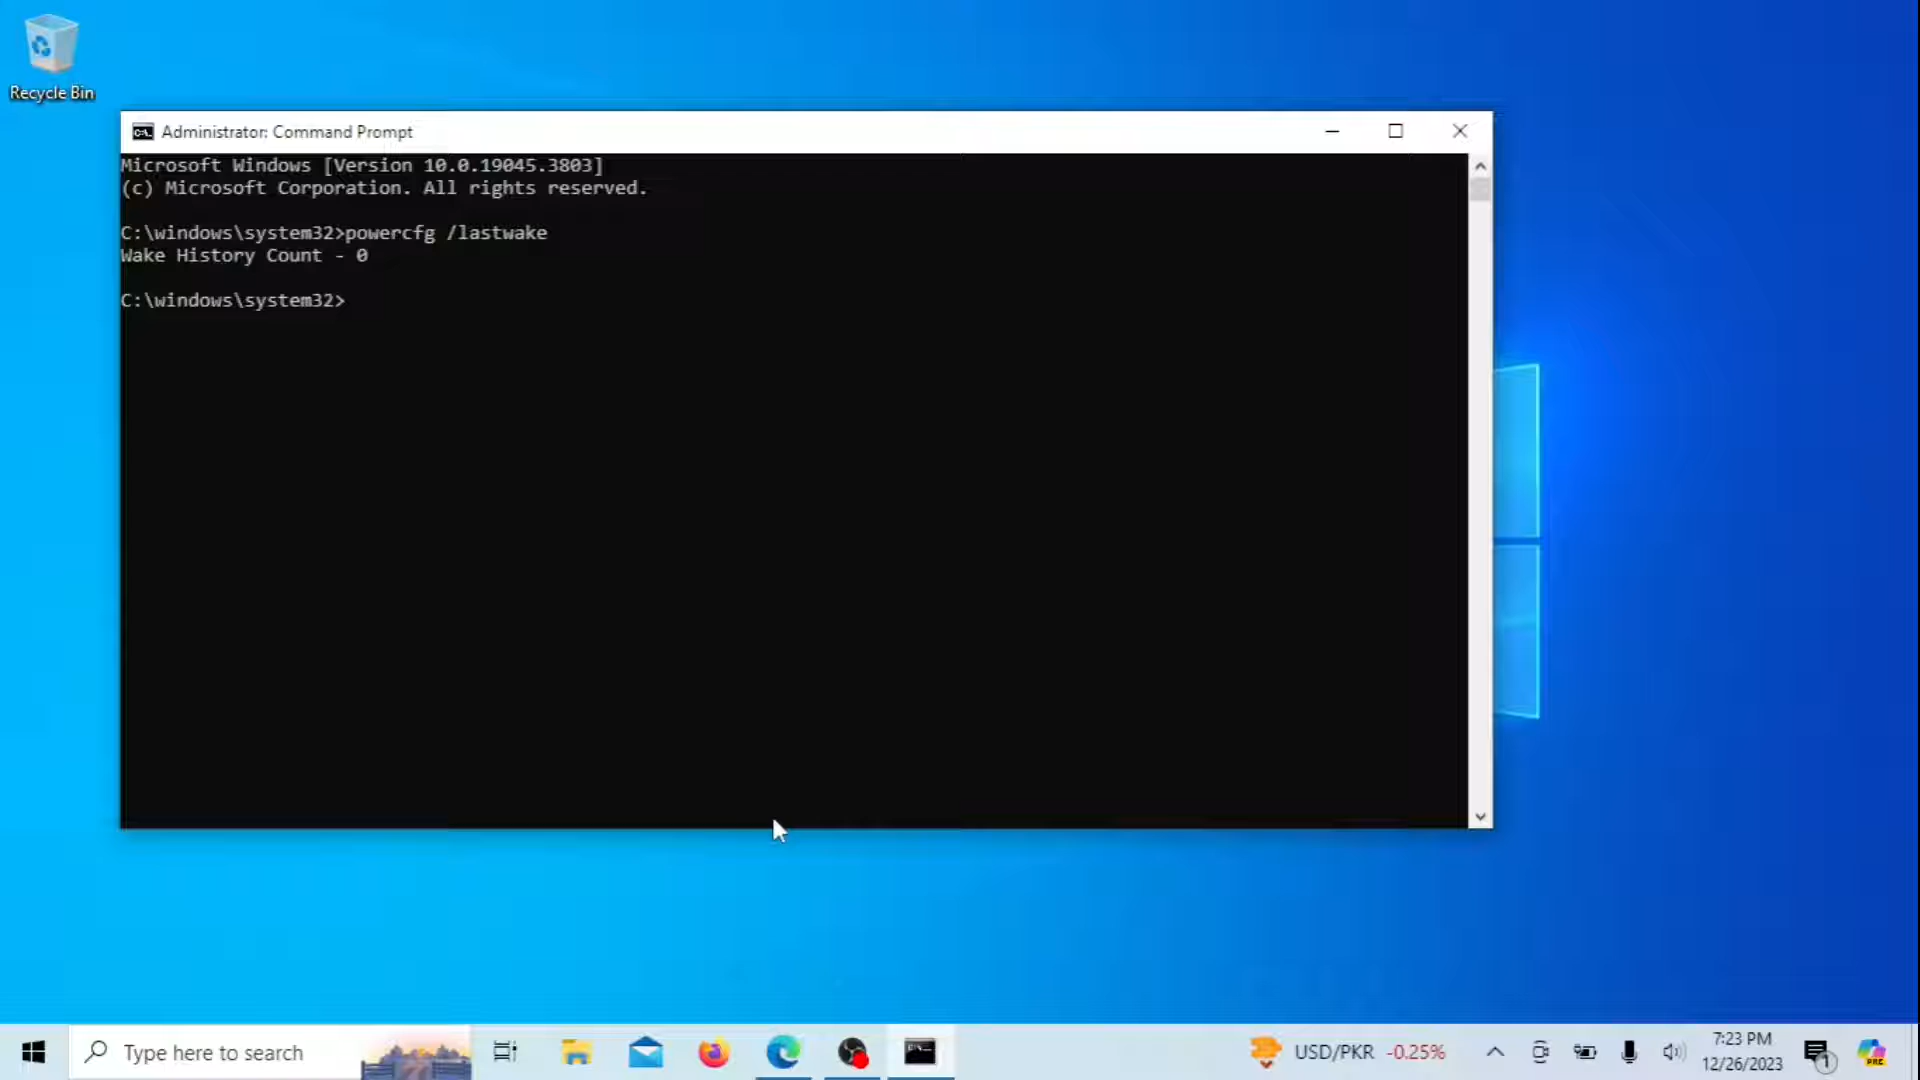 Recycle Bin
Administrator: Command Prompt
Microsoft Windows [Version 10.0.19045.3803]
(c) Microsoft Corporation. All rights reserved.
C:\windows\system32>powercfg /lastwake
Wake History Count - 0
C:\windows\system32>
Type here to search
USD/PKR -0.25%
7:23 PM
12/26/2023
1
PRE